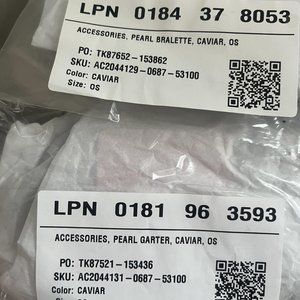 LPN 0184 37 8053
ACCESSORIES, PEARL BRALETTE, CAVIAR, OS
PO: TK87652-153862
SKU: AC2044129-0687-53100
Color: CAVIAR
Size: OS
LPN 0181 96 3593
ACCESSORIES, PEARL GARTER, CAVIAR, OS
PO: TK87521-153436
SKU: AC2044131-0687-53100
Color: CAVIAR